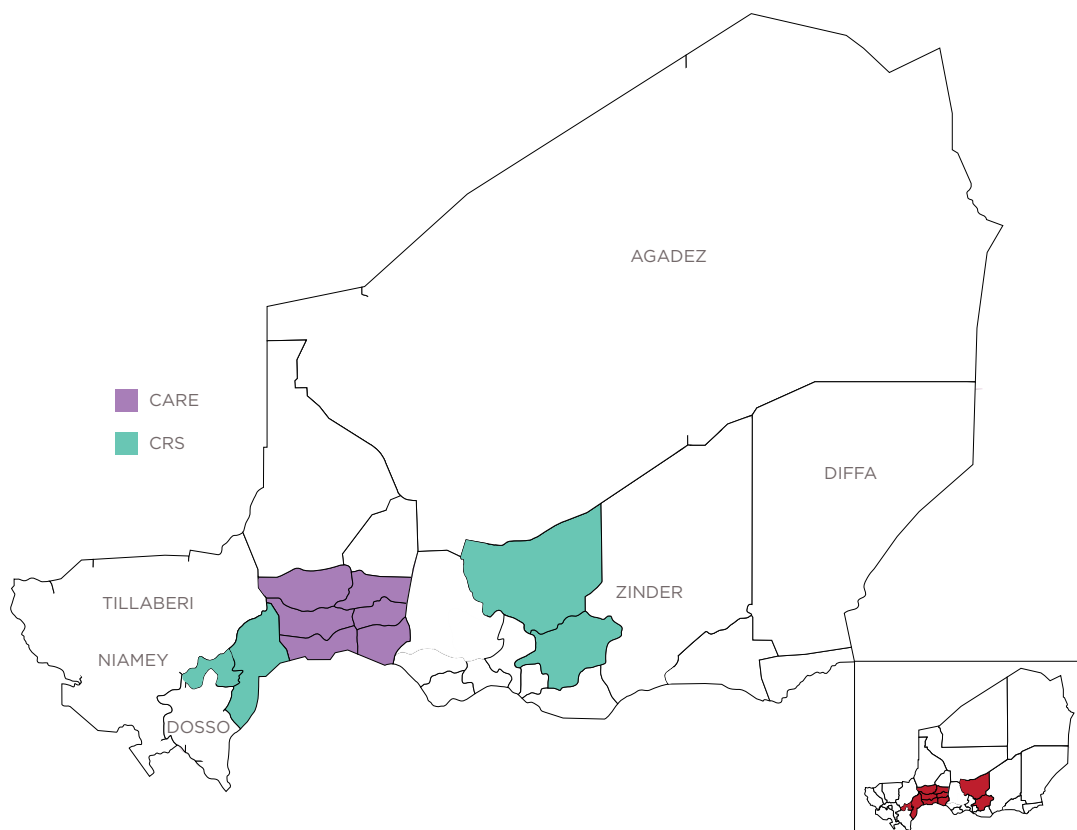 AGADEZ
CARE
CRS
DIFFA
ZINDER
TILLABERI
NIAMEY
DOSSO